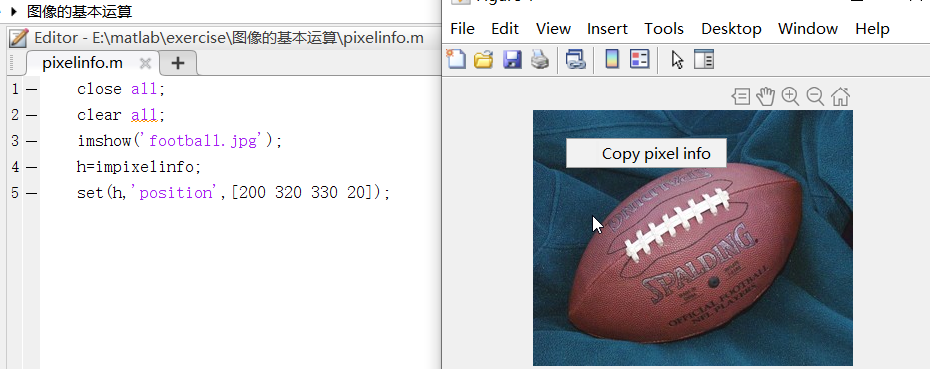 图像的基本运算
Editor - E:\matlab\exercise\图像的基本运算\pixelinfo.m
pixelinfo.m
1 close all;
2 clear all;
3 imshow('football.jpg');
4 h=impixelinfo;
5 set(h,'position',[200 320 330 20]);
File Edit View Insert Tools Desktop Window Help
Copy pixel info
SPALDING
OFFICIAL FOOTBALL
NFL PLAYERS